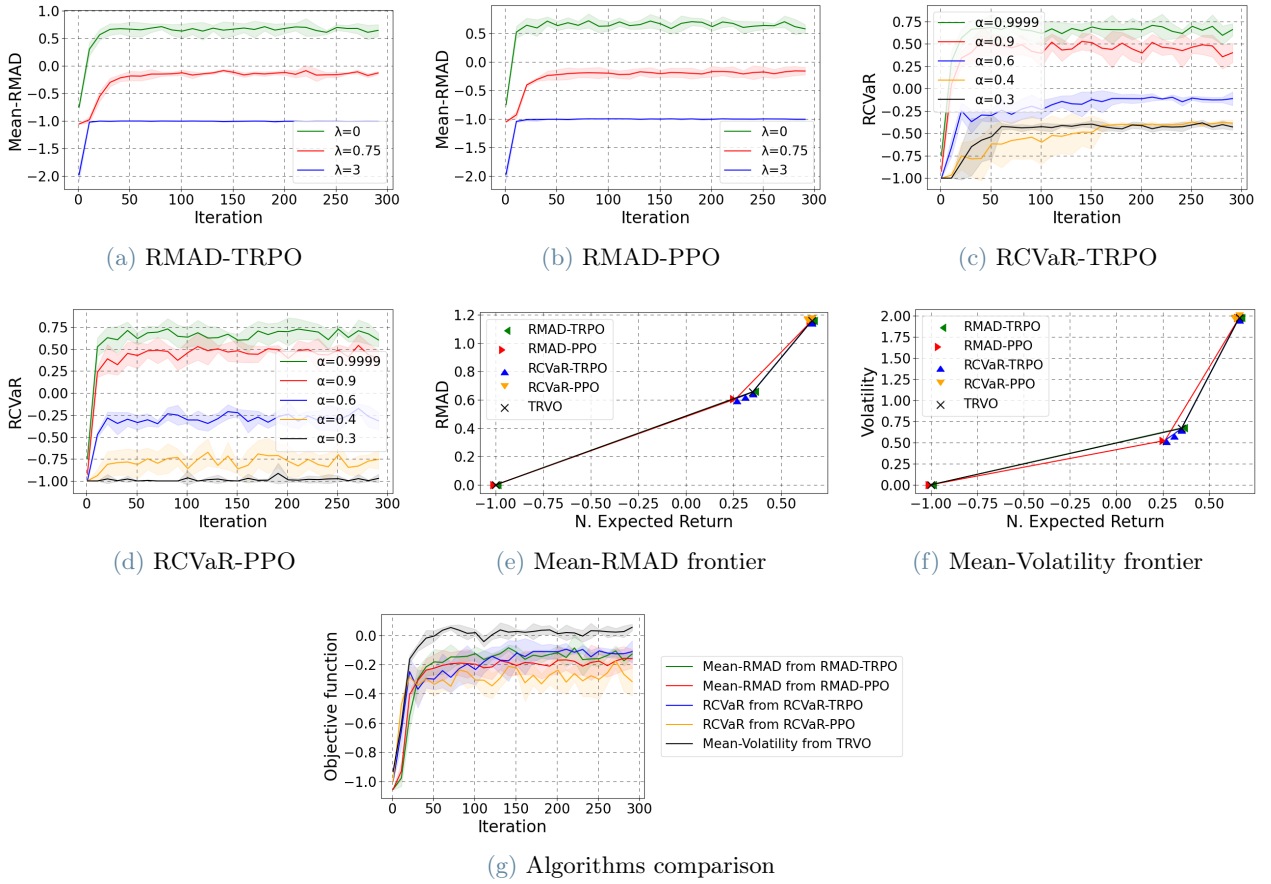 1.0
0.5
0.0
−0.5
−1.0
−1.5
−2.0
Mean-RMAD
0 50 100 150 200 250 300
Iteration
λ=0
λ=0.75
λ=3
(a) RMAD-TRPO
1.0
0.5
0.0
−0.5
−1.0
−1.5
−2.0
Mean-RMAD
0 50 100 150 200 250 300
Iteration
λ=0
λ=0.75
λ=3
(b) RMAD-PPO
0.75
0.50
0.25
0.00
−0.25
−0.50
−0.75
−1.00
RCVaR
0 50 100 150 200 250 300
Iteration
α=0.9999
α=0.9
α=0.6
α=0.4
α=0.3
(c) RCVaR-TRPO
0.75
0.50
0.25
0.00
−0.25
−0.50
−0.75
−1.00
RCVaR
0 50 100 150 200 250 300
Iteration
α=0.9999
α=0.9
α=0.6
α=0.4
α=0.3
(d) RCVaR-PPO
1.2
1.0
0.8
0.6
0.4
0.2
0.0
RMAD
−1.00 −0.75 −0.50 −0.25 0.00 0.25 0.50
N. Expected Return
RMAD-TRPO
RMAD-PPO
RCVaR-TRPO
RCVaR-PPO
TRVO
(e) Mean-RMAD frontier
2.00
1.75
1.50
1.25
1.00
0.75
0.50
0.25
0.00
Volatility
−1.00 −0.75 −0.50 −0.25 0.00 0.25 0.50
N. Expected Return
RMAD-TRPO
RMAD-PPO
RCVaR-TRPO
RCVaR-PPO
TRVO
(f) Mean-Volatility frontier
0.0
−0.2
−0.4
−0.6
−0.8
−1.0
Objective function
0 50 100 150 200 250 300
Iteration
Mean-RMAD from RMAD-TRPO
Mean-RMAD from RMAD-PPO
RCVaR from RCVaR-TRPO
RCVaR from RCVaR-PPO
Mean-Volatility from TRVO
(g) Algorithms comparison